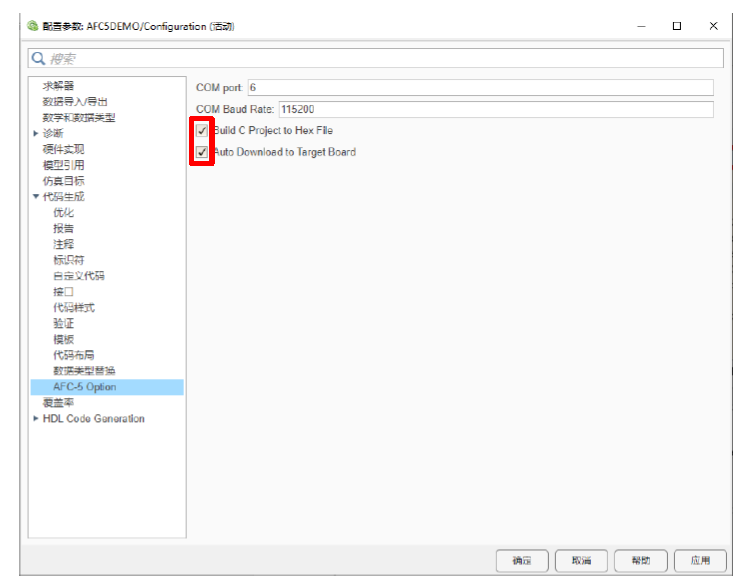 配置参数: AFC5DEMO/Configuration (活动)
搜索
求解器
数据导入/导出
数学和数据类型
诊断
硬件实现
模型引用
仿真目标
代码生成
优化
报告
注释
标识符
自定义代码
接口
代码样式
验证
模板
代码布局
数据类型替换
AFC-5 Option
覆盖率
HDL Code Generation
COM port: 6
COM Baud Rate: 115200
Build C Project to Hex File
Auto Download to Target Board
确定
取消
帮助
应用